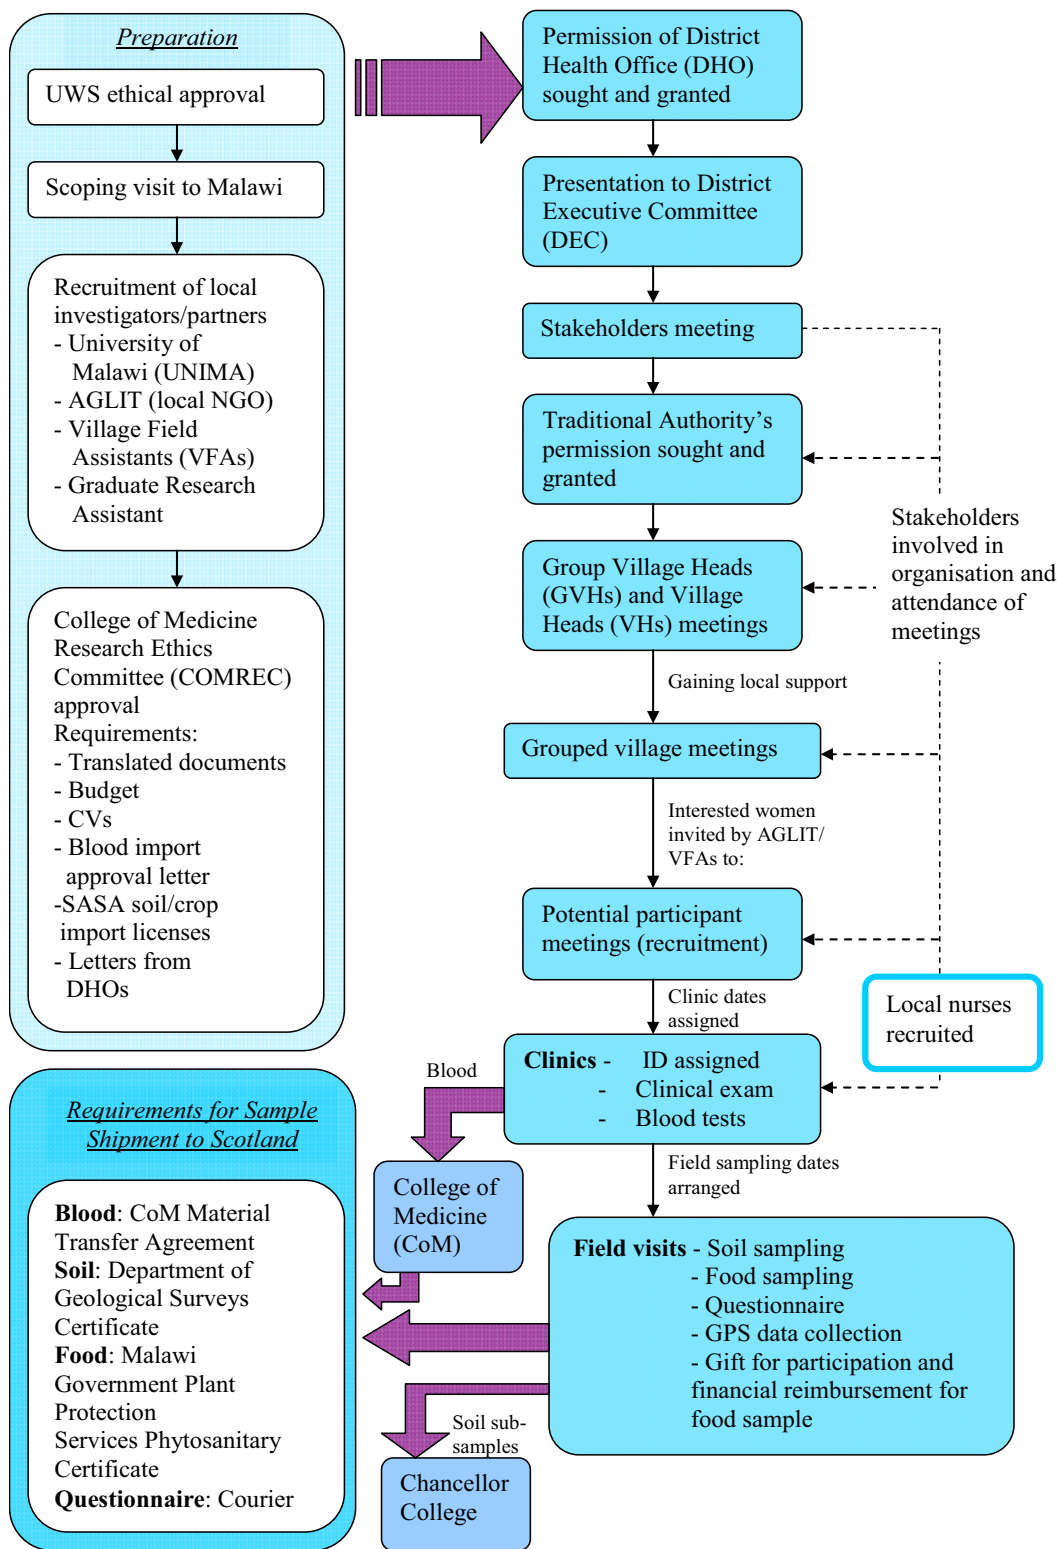 Preparation
UWS ethical approval
Scoping visit to Malawi
Recruitment of local
investigators/partners
- University of
Malawi (UNIMA)
- AGLIT (local NGO)
- Village Field
Assistants (VFAs)
- Graduate Research
Assistant
College of Medicine
Research Ethics
Committee (COMREC)
approval
Requirements:
- Translated documents
- Budget
- CVs
- Blood import
approval letter
-SASA soil/crop
import licenses
- Letters from
DHOs
Permission of District
Health Office (DHO)
sought and granted
Presentation to District
Executive Committee
(DEC)
Stakeholders meeting
Traditional Authority's
permission sought and
granted
Group Village Heads
(GVHs) and Village
Heads (VHs) meetings
Gaining local support
Grouped village meetings
Interested women
invited by AGLIT/
VFAs to:
Potential participant
meetings (recruitment)
Clinic dates
assigned
Stakeholders
involved in
organisation and
attendance of
meetings
Local nurses
recruited
Clinics - ID assigned
- Clinical exam
- Blood tests
Blood
College of
Medicine
(CoM)
Field sampling dates
arranged
Field visits - Soil sampling
- Food sampling
- Questionnaire
- GPS data collection
- Gift for participation and
financial reimbursement for
food sample
Soil sub-
samples
Chancellor
College
Requirements for Sample
Shipment to Scotland
Blood: CoM Material
Transfer Agreement
Soil: Department of
Geological Surveys
Certificate
Food: Malawi
Government Plant
Protection
Services Phytosanitary
Certificate
Questionnaire: Courier